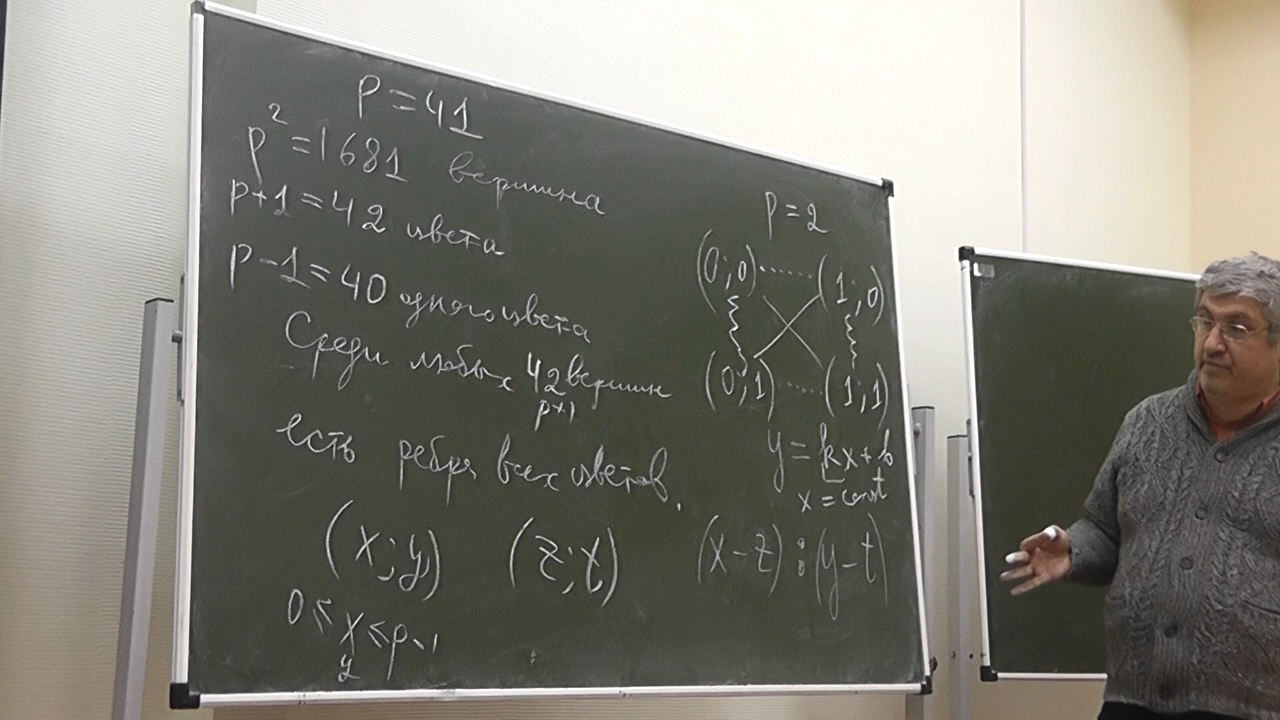 p=41
p²=1681 вершина
p+1=42 цвета
p-1=40 одного цвета
Среди любых 42 вершин
p+1
есть ребра всех цветов.
(x;y) (z;t) (x-z):(y-t)
0≤x≤p-1
y
p=2
(0;0) (1;0)
(0;1) (1;1)
y=kx+b
x=const